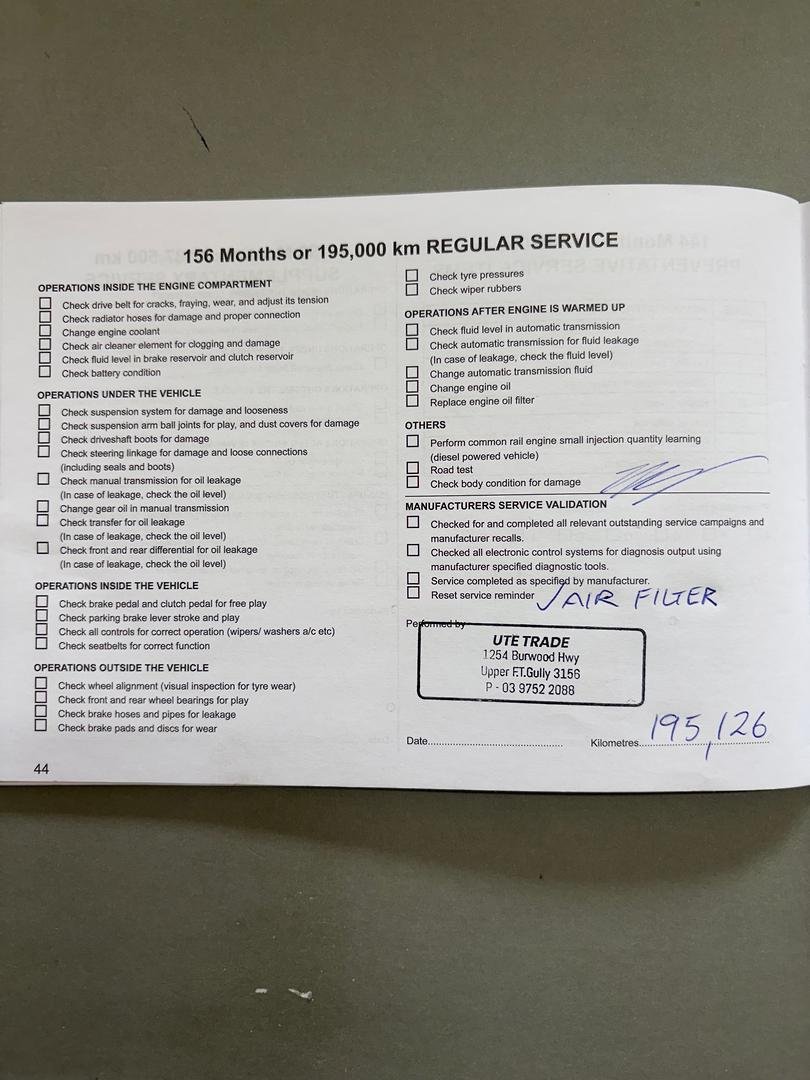 156 Months or 195,000 km REGULAR SERVICE
OPERATIONS INSIDE THE ENGINE COMPARTMENT
Check drive belt for cracks, fraying, wear, and adjust its tension
Check radiator hoses for damage and proper connection
Change engine coolant
Check air cleaner element for clogging and damage
Check fluid level in brake reservoir and clutch reservoir
Check battery condition
OPERATIONS UNDER THE VEHICLE
Check suspension system for damage and looseness
Check suspension arm ball joints for play, and dust covers for damage
Check driveshaft boots for damage
Check steering linkage for damage and loose connections
(including seals and boots)
Check manual transmission for oil leakage
(In case of leakage, check the oil level)
Change gear oil in manual transmission
Check transfer for oil leakage
(In case of leakage, check the oil level)
Check front and rear differential for oil leakage
(In case of leakage, check the oil level)
OPERATIONS INSIDE THE VEHICLE
Check brake pedal and clutch pedal for free play
Check parking brake lever stroke and play
Check all controls for correct operation (wipers/ washers a/c etc)
Check seatbelts for correct function
OPERATIONS OUTSIDE THE VEHICLE
Check wheel alignment (visual inspection for tyre wear)
Check front and rear wheel bearings for play
Check brake hoses and pipes for leakage
Check brake pads and discs for wear
44
Check tyre pressures
Check wiper rubbers
OPERATIONS AFTER ENGINE IS WARMED UP
Check fluid level in automatic transmission
Check automatic transmission for fluid leakage
(In case of leakage, check the fluid level)
Change automatic transmission fluid
Change engine oil
Replace engine oil filter
OTHERS
Perform common rail engine small injection quantity learning
(diesel powered vehicle)
Road test
Check body condition for damage
MANUFACTURERS SERVICE VALIDATION
Checked for and completed all relevant outstanding service campaigns and
manufacturer recalls.
Checked all electronic control systems for diagnosis output using
manufacturer specified diagnostic tools.
Service completed as specified by manufacturer.
Reset service reminder ✓AIR FILTER
Performed by
UTE TRADE
1254 Burwood Hwy
Upper F.T.Gully 3156
P - 03 9752 2088
Date.............................................. Kilometres 195,126